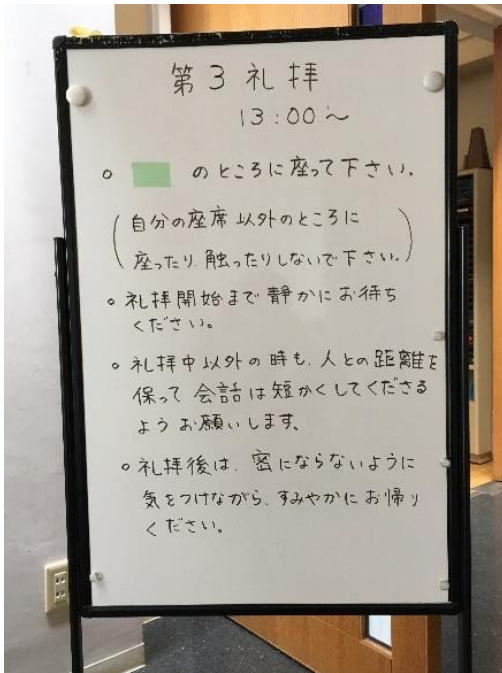 第3礼拝
13:00〜
。 のところに座って下さい。
(自分の座席以外のところに
座ったり、触ったりしないで下さい。)
。礼拝開始まで静かにお待ち
ください。
。礼拝中以外の時も、人との距離を
保って会話は短かくしてくださる
ようお願いします。
。礼拝後は、密にならないように
気をつけながら、すみやかにお帰り
ください。